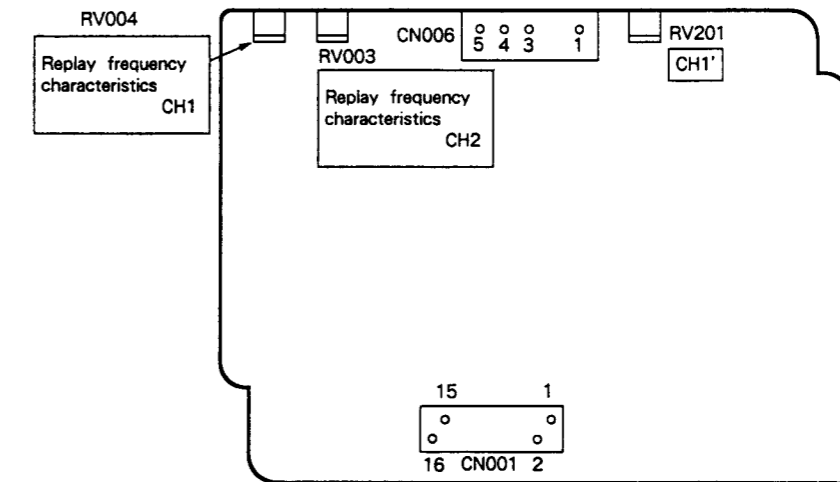 RV004
Replay frequency
characteristics
CH1
RV003
Replay frequency
characteristics
CH2
CN006
5 4 3 1
RV201
CH1'
15 1
16 CN001 2